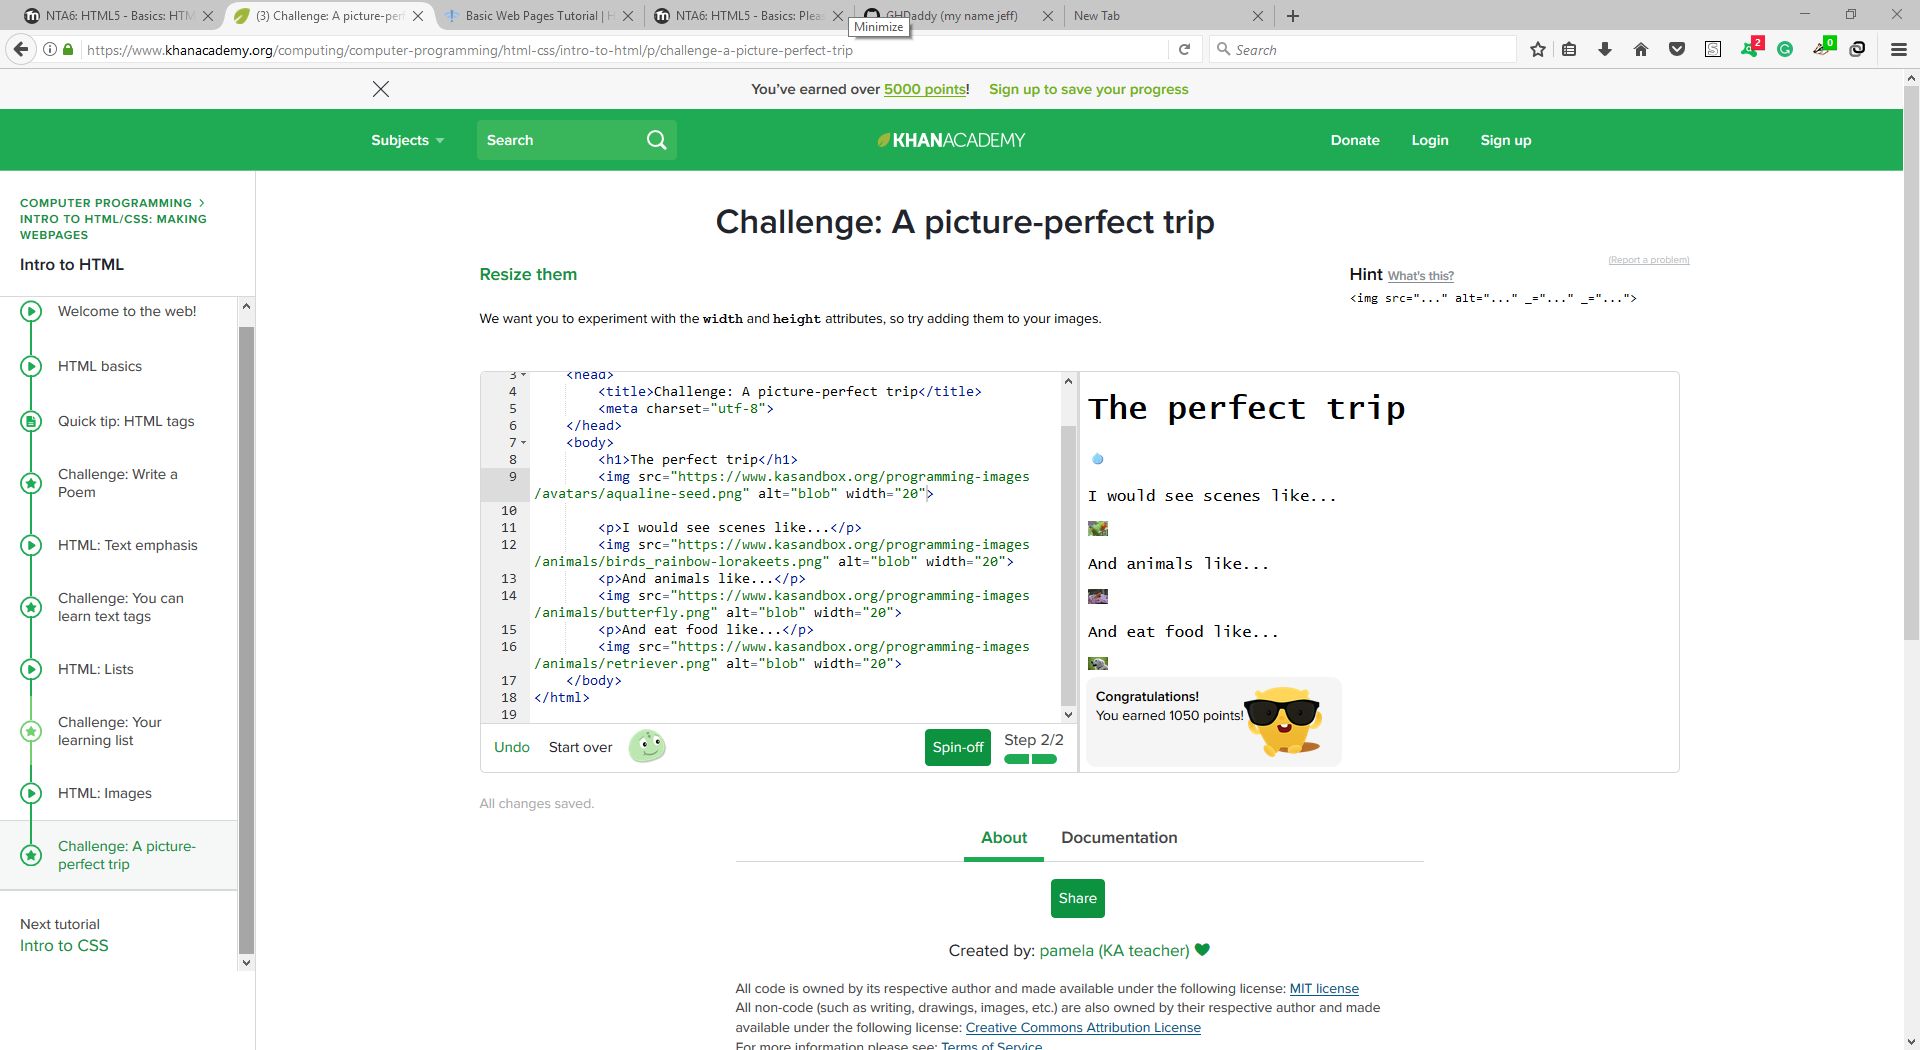 NTA6: HTML5 - Basics: HTM
(3) Challenge: A picture-perf
Basic Web Pages Tutorial | H
NTA6: HTML5 - Basics: Plea
GHDaddy (my name jeff)
New Tab
Minimize
https://www.khanacademy.org/computing/computer-programming/html-css/intro-to-html/p/challenge-a-picture-perfect-trip
Search
2
0
You've earned over 5000 points! Sign up to save your progress
Subjects
Search
KHANACADEMY
Donate
Login
Sign up
COMPUTER PROGRAMMING >
INTRO TO HTML/CSS: MAKING
WEBPAGES
Intro to HTML
Welcome to the web!
HTML basics
Quick tip: HTML tags
Challenge: Write a
Poem
HTML: Text emphasis
Challenge: You can
learn text tags
HTML: Lists
Challenge: Your
learning list
HTML: Images
Challenge: A picture-
perfect trip
Next tutorial
Intro to CSS
Challenge: A picture-perfect trip
Resize them
We want you to experiment with the width and height attributes, so try adding them to your images.
(Report a problem)
Hint What's this?
<img src="..." alt="..." _="..." _="...">
3 <head>
4 <title>Challenge: A picture-perfect trip</title>
5 <meta charset="utf-8">
6 </head>
7 <body>
8 <h1>The perfect trip</h1>
9 <img src="https://www.kasandbox.org/programming-images
/avatars/aqualine-seed.png" alt="blob" width="20">
10
11 <p>I would see scenes like...</p>
12 <img src="https://www.kasandbox.org/programming-images
/animals/birds_rainbow-lorakeets.png" alt="blob" width="20">
13 <p>And animals like...</p>
14 <img src="https://www.kasandbox.org/programming-images
/animals/butterfly.png" alt="blob" width="20">
15 <p>And eat food like...</p>
16 <img src="https://www.kasandbox.org/programming-images
/animals/retriever.png" alt="blob" width="20">
17 </body>
18 </html>
19
The perfect trip
I would see scenes like...
And animals like...
And eat food like...
Congratulations!
You earned 1050 points!
Undo
Start over
Spin-off
Step 2/2
All changes saved.
About
Documentation
Share
Created by: pamela (KA teacher)
All code is owned by its respective author and made available under the following license: MIT license
All non-code (such as writing, drawings, images, etc.) are also owned by their respective author and made
available under the following license: Creative Commons Attribution License
For more information please see: Terms of Service